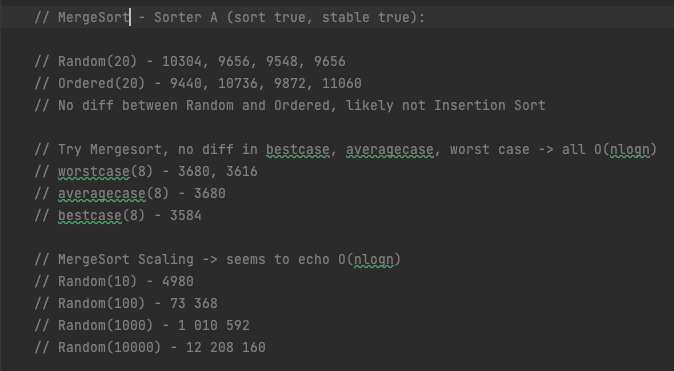 // MergeSort - Sorter A (sort true, stable true):
// Random(20) - 10304, 9656, 9548, 9656
// Ordered(20) - 9440, 10736, 9872, 11060
// No diff between Random and Ordered, likely not Insertion Sort
// Try Mergesort, no diff in bestcase, averagecase, worst case -> all O(nlogn)
// worstcase(8) - 3680, 3616
// averagecase(8) - 3680
// bestcase(8) - 3584
// MergeSort Scaling -> seems to echo O(nlogn)
// Random(10) - 4980
// Random(100) - 73 368
// Random(1000) - 1 010 592
// Random(10000) - 12 208 160